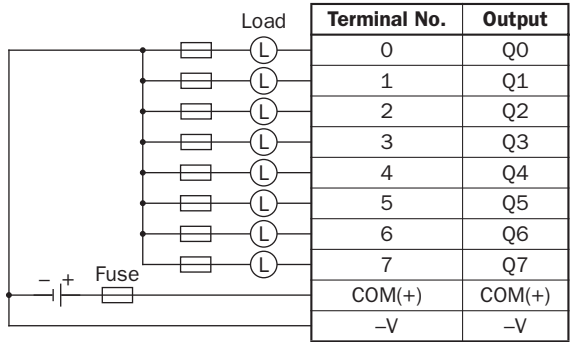 Load
Terminal No. Output
L 0 Q0
L 1 Q1
L 2 Q2
L 3 Q3
L 4 Q4
L 5 Q5
L 6 Q6
L 7 Q7
– + Fuse
COM(+) COM(+)
–V –V